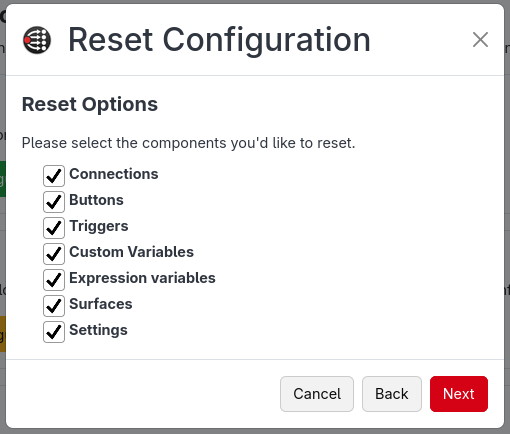 Reset Configuration
Reset Options
Please select the components you'd like to reset.
Connections
Buttons
Triggers
Custom Variables
Expression variables
Surfaces
Settings
Cancel Back Next